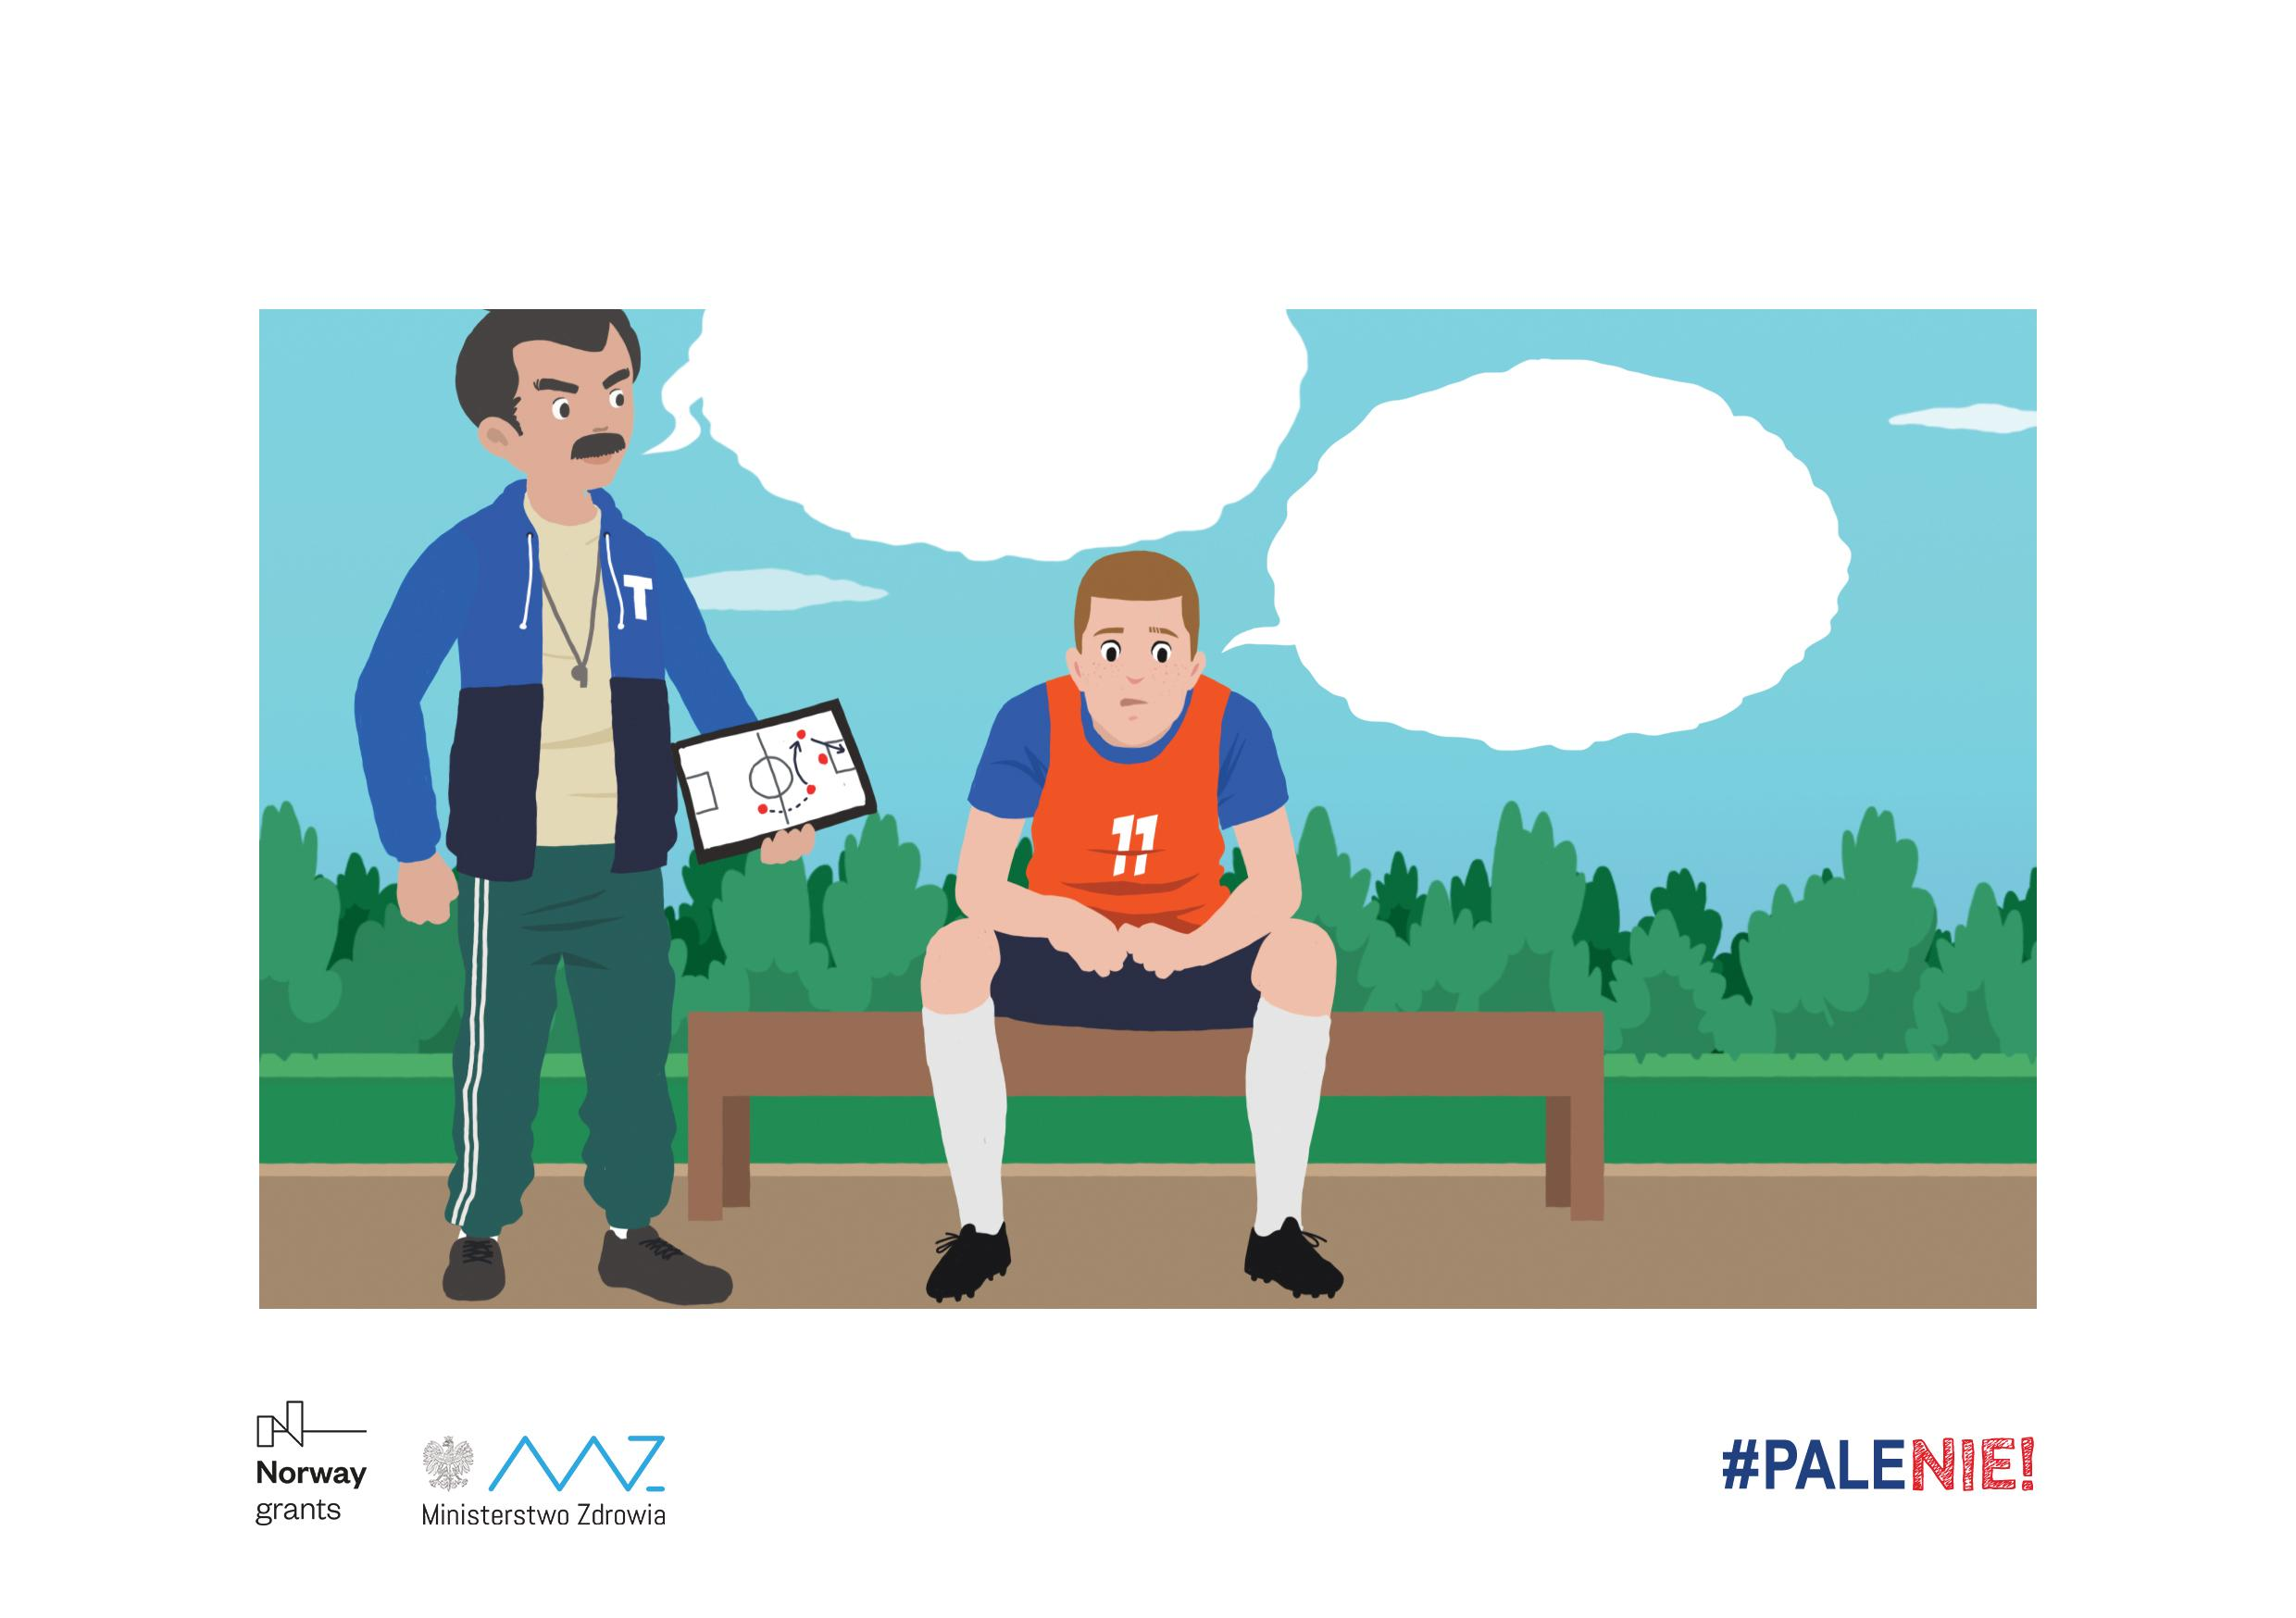 T
11
Norway
grants
Ministerstwo Zdrowia
#PALENIE!